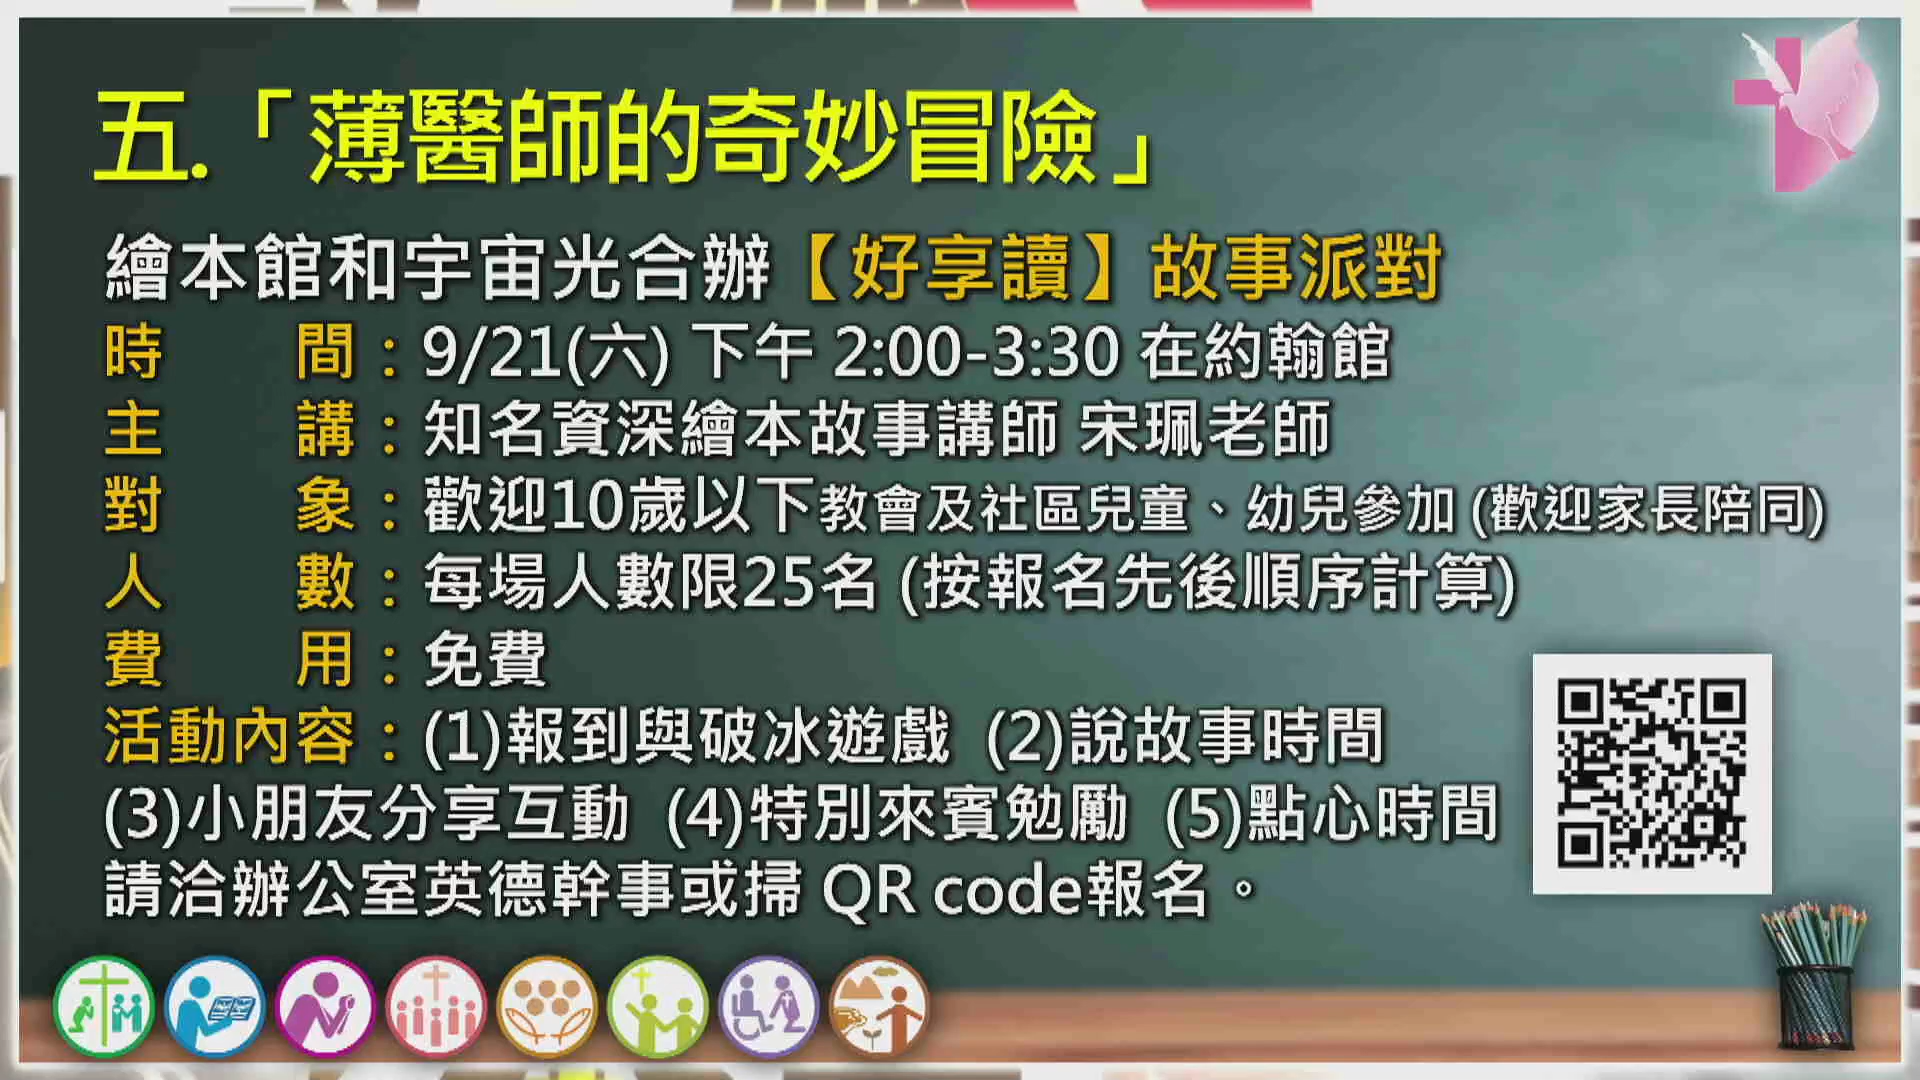 五.「薄醫師的奇妙冒險」
繪本館和宇宙光合辦【好享讀】故事派對
時間：9/21(六) 下午 2:00-3:30 在約翰館
主講：知名資深繪本故事講師 宋珮老師
對象：歡迎10歲以下教會及社區兒童、幼兒參加 (歡迎家長陪同)
人數：每場人數限25名 (按報名先後順序計算)
費用：免費
活動內容：(1)報到與破冰遊戲 (2)說故事時間
(3)小朋友分享互動 (4)特別來賓勉勵 (5)點心時間
請洽辦公室英德幹事或掃 QR code報名。